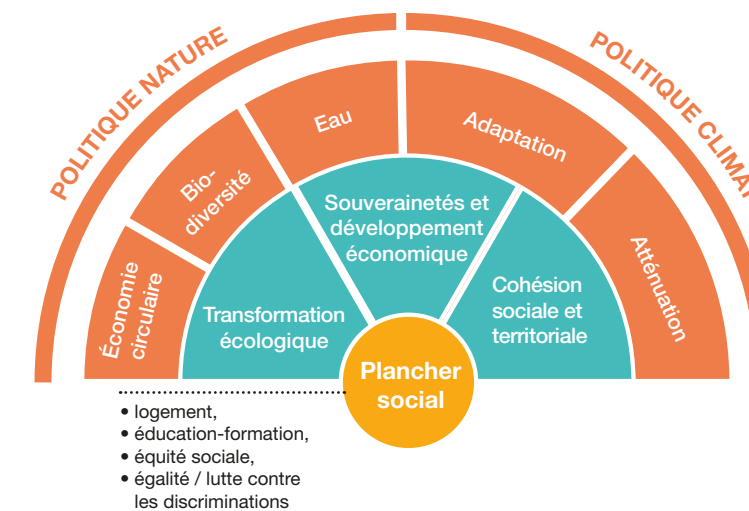 POLITIQUE NATURE
POLITIQUE CLIMAT
Économie
circulaire
Bio-
diversité
Eau
Adaptation
Atténuation
Transformation
écologique
Souverainetés et
développement
économique
Cohésion
sociale et
territoriale
Plancher
social
• logement,
• éducation-formation,
• équité sociale,
• égalité / lutte contre
les discriminations